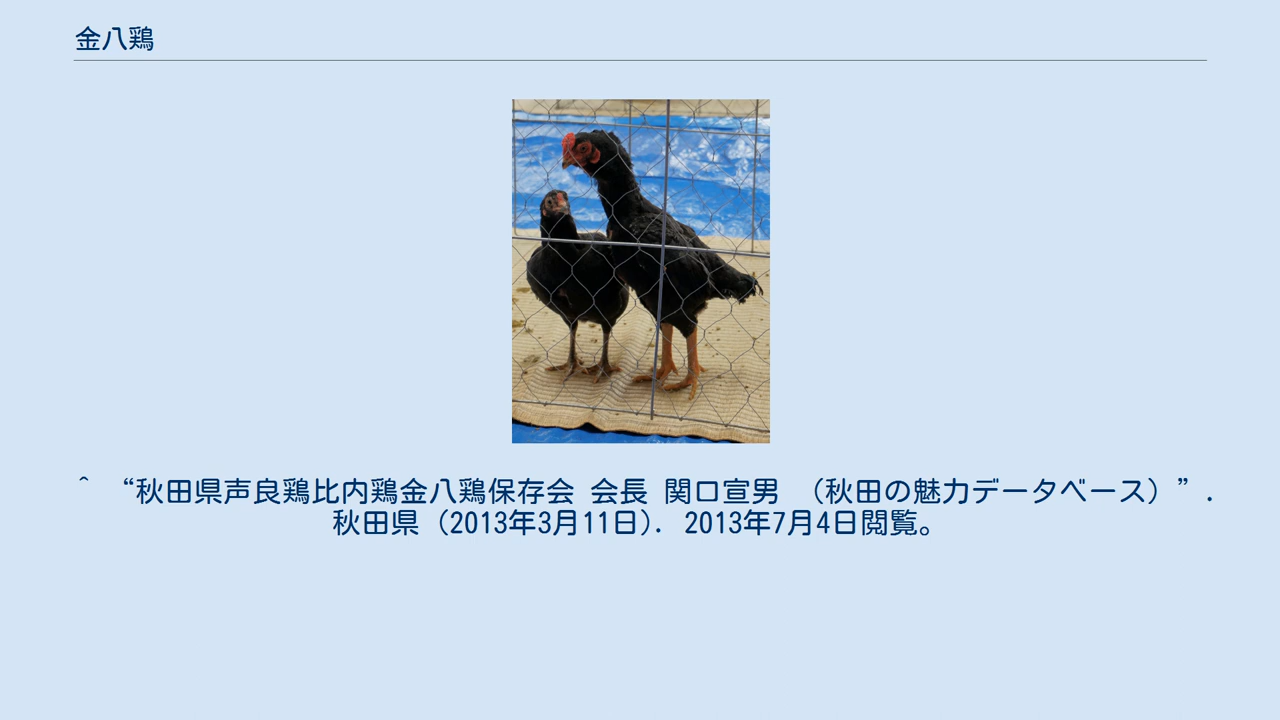 金八鶏
^ “秋田県声良鶏比内鶏金八鶏保存会 会長 関口宣男 （秋田の魅力データベース）”.
秋田県 (2013年3月11日). 2013年7月4日閲覧。